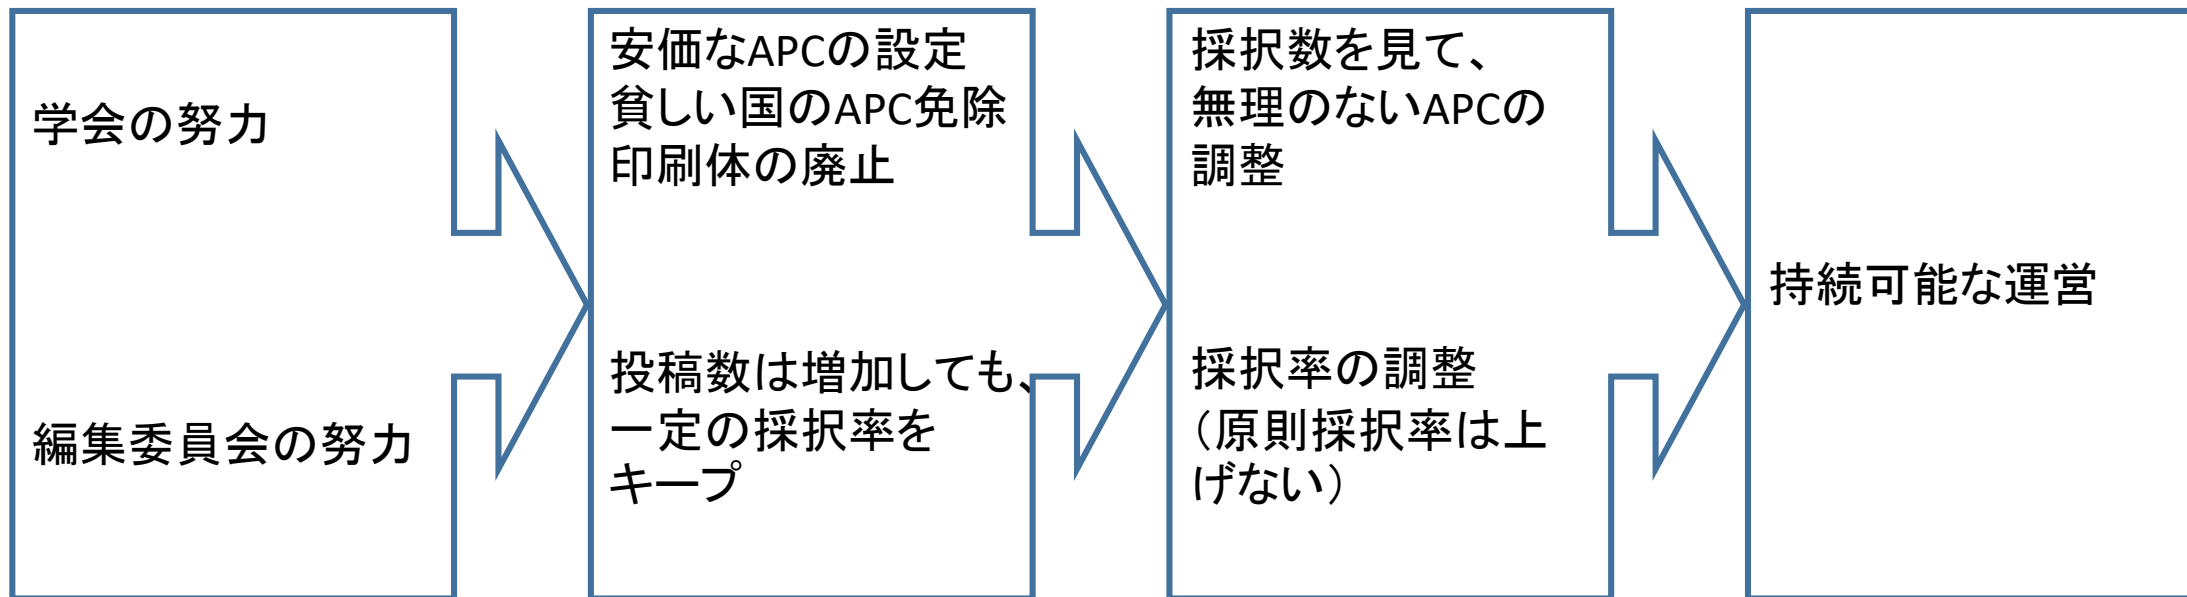 学会の努力
編集委員会の努力
安価なAPCの設定
貧しい国のAPC免除
印刷体の廃止
投稿数は増加しても、
一定の採択率を
キープ
採択数を見て、
無理のないAPCの
調整
採択率の調整
（原則採択率は上
げない）
持続可能な運営